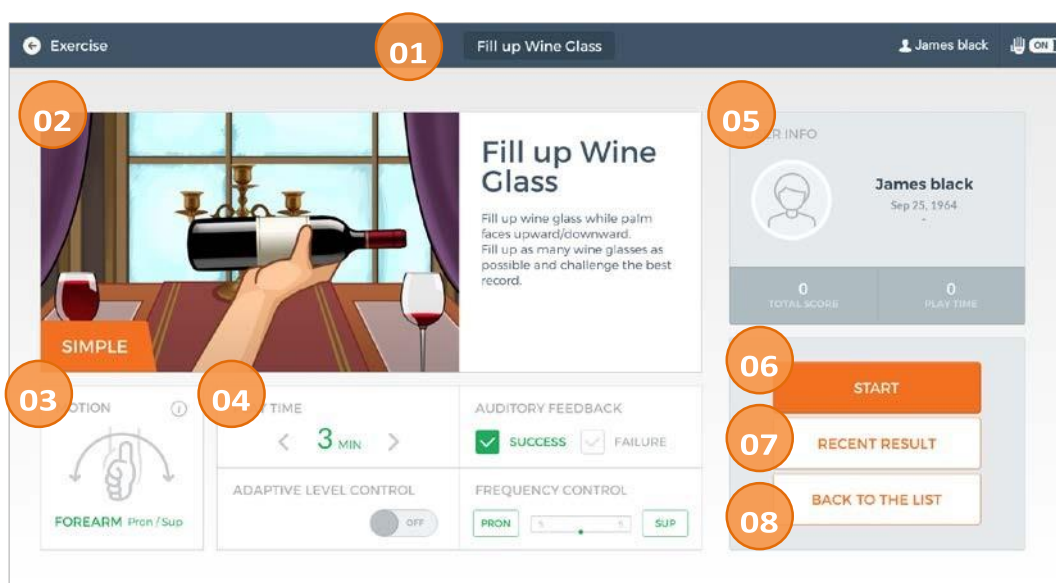 Exercise
01
Fill up Wine Glass
James black
ON
02
SIMPLE
Fill up Wine
Glass
Fill up wine glass while palm
faces upward/downward.
Fill up as many wine glasses as
possible and challenge the best
record.
05
INFO
James black
Sep 25, 1964
-
0
TOTAL SCORE
0
PLAY TIME
03
FOREARM Pron / Sup
04
TIME
3 MIN
AUDITORY FEEDBACK
SUCCESS
FAILURE
ADAPTIVE LEVEL CONTROL
OFF
FREQUENCY CONTROL
PRON
5
5
SUP
06
START
07
RECENT RESULT
08
BACK TO THE LIST